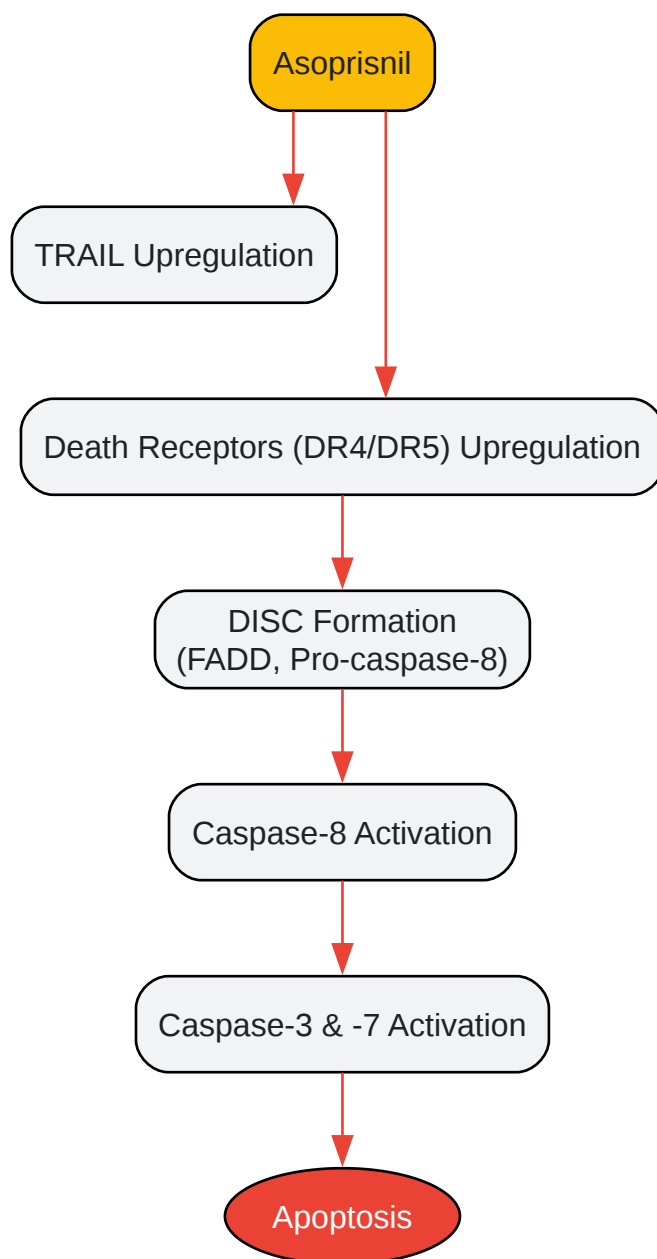 Asoprisnil
TRAIL Upregulation
Death Receptors (DR4/DR5) Upregulation
DISC Formation
(FADD, Pro-caspase-8)
Caspase-8 Activation
Caspase-3 & -7 Activation
Apoptosis